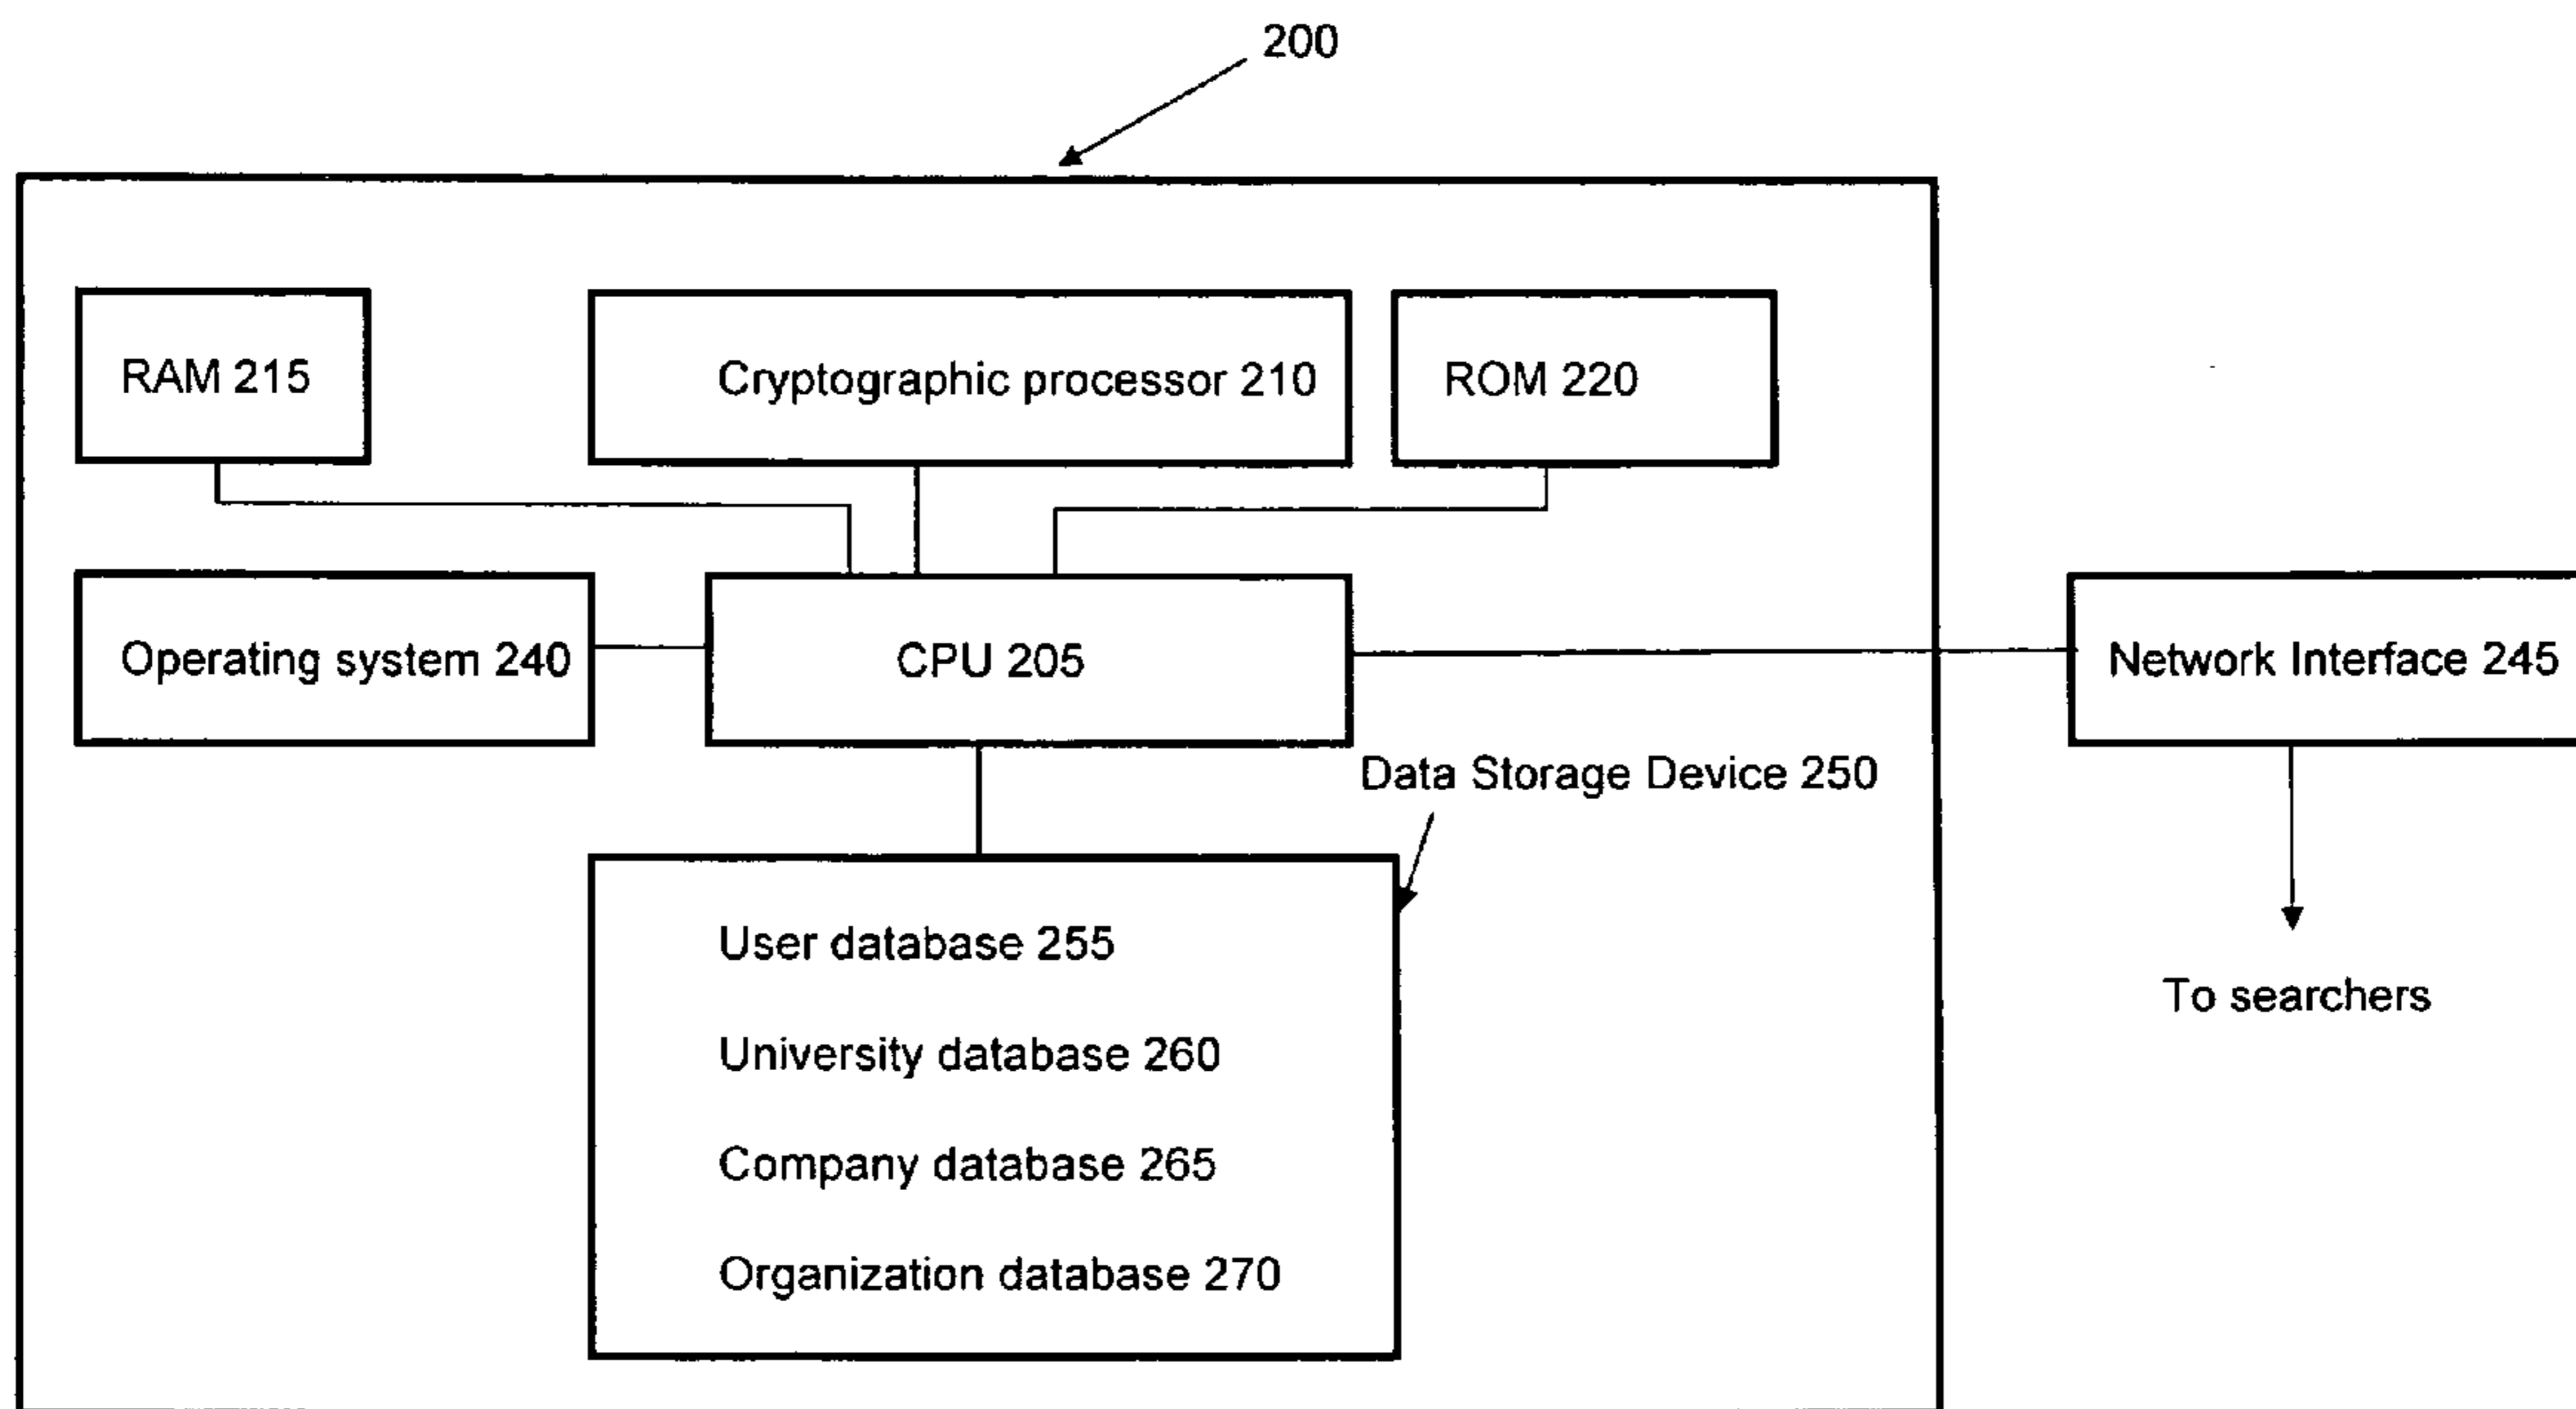 200
RAM 215
Cryptographic processor 210
ROM 220
Operating system 240
CPU 205
Network Interface 245
Data Storage Device 250
User database 255
University database 260
Company database 265
Organization database 270
To searchers